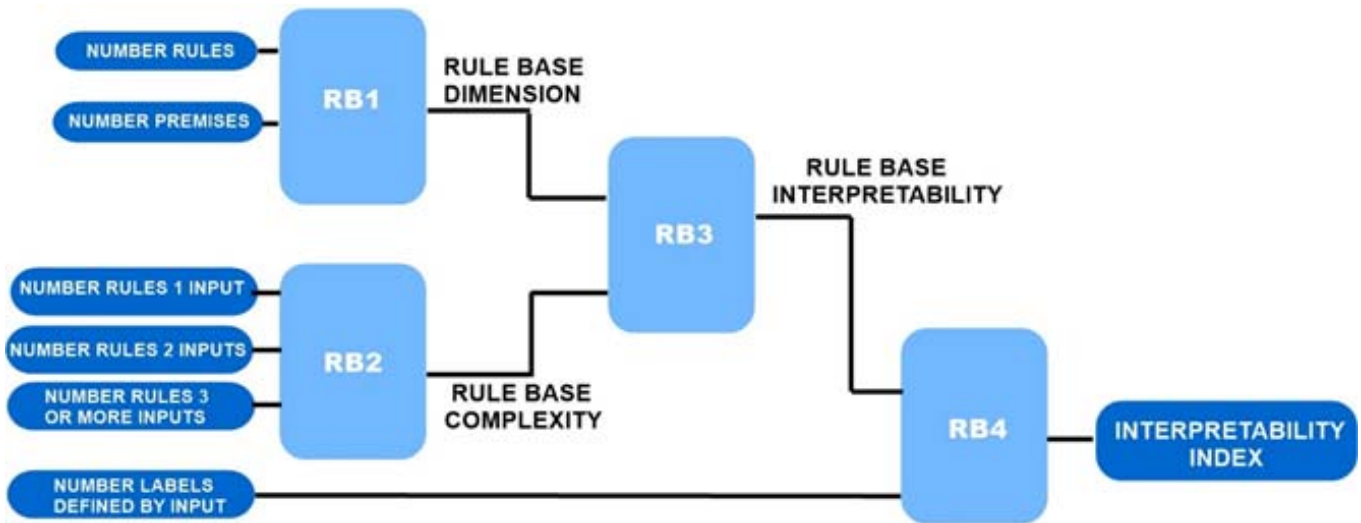 NUMBER RULES
NUMBER PREMISES
RB1
RULE BASE
DIMENSION
NUMBER RULES 1 INPUT
NUMBER RULES 2 INPUTS
NUMBER RULES 3
OR MORE INPUTS
RB2
RULE BASE
COMPLEXITY
RB3
RULE BASE
INTERPRETABILITY
NUMBER LABELS
DEFINED BY INPUT
RB4
INTERPRETABILITY
INDEX